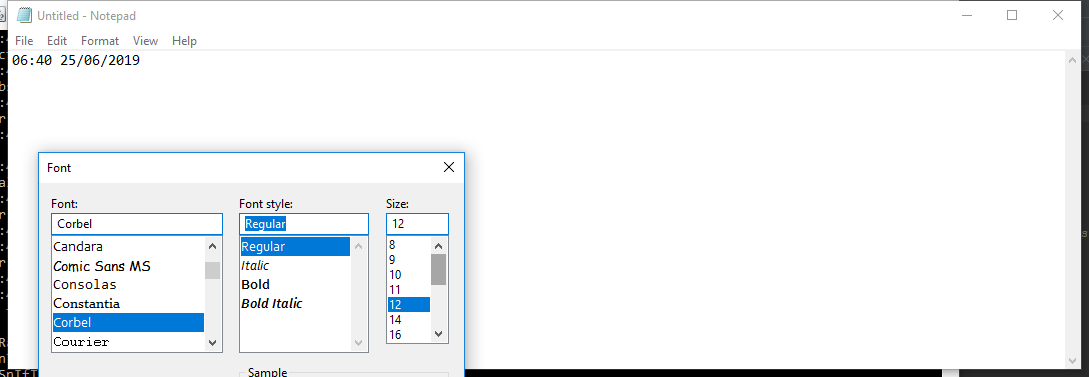 Untitled - Notepad
File Edit Format View Help
06:40 25/06/2019
Font
Font: Font style: Size:
Corbel Regular 12
Candara Regular 8
Comic Sans MS Italic 9
Consolas Bold 10
Constantia Bold Italic 11
Corbel 12
Courier 14
16
Sample